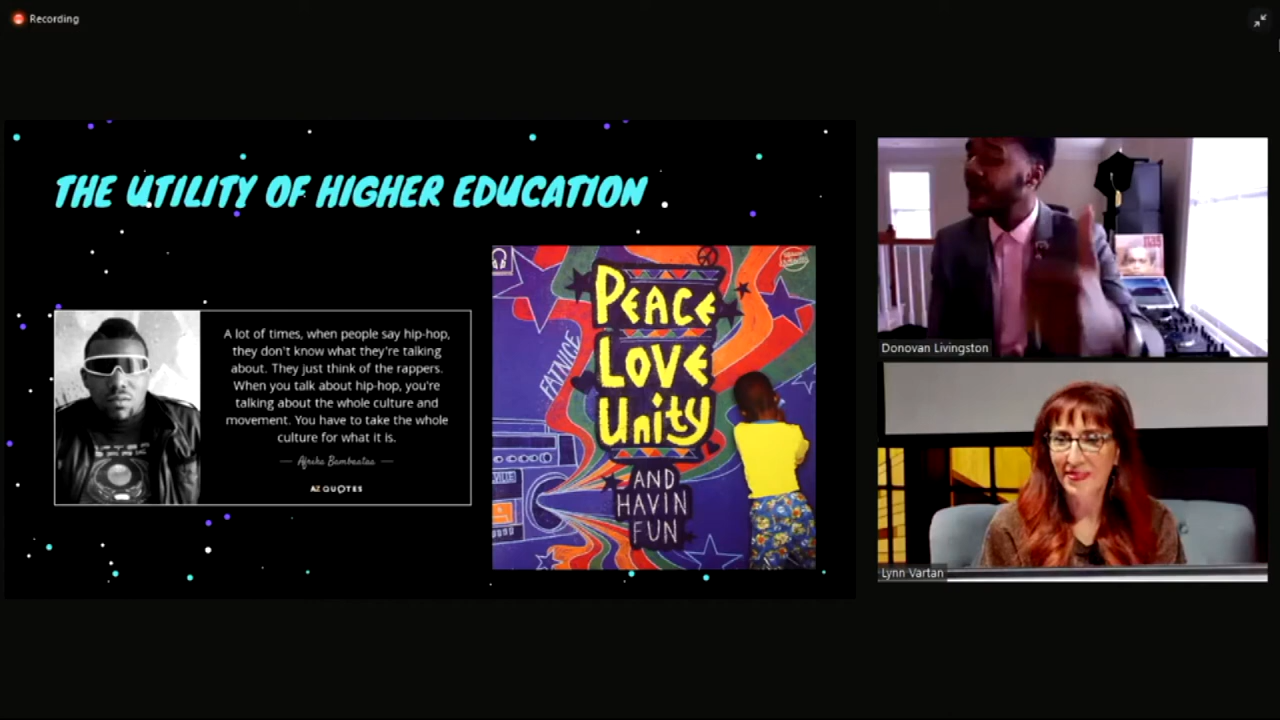 Recording
THE UTILITY OF HIGHER EDUCATION
A lot of times, when people say hip-hop,
they don't know what they're talking
about. They just think of the rappers.
When you talk about hip-hop, you're
talking about the whole culture and
movement. You have to take the whole
culture for what it is.
Afrika Bambaataa
AZ QUOTES
FATNICE
PEACE
LOVE
Unity
AND
HAVIN
FUN
Donovan Livingston
Lynn Vartan